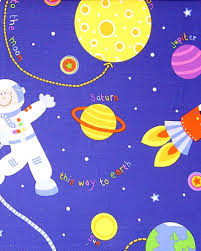 to the moon
Jupiter
Saturn
this way to earth